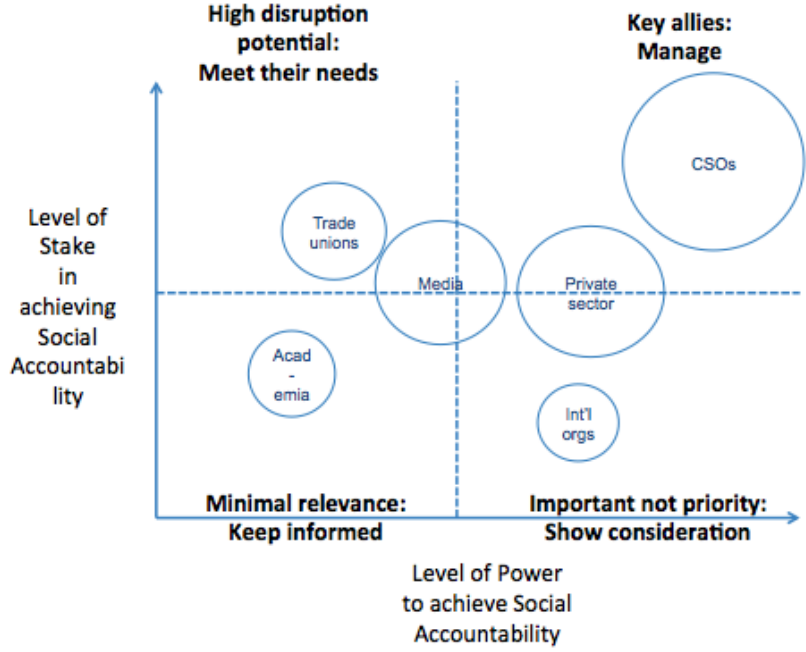 High disruption
potential:
Meet their needs
Key allies:
Manage
CSOs
Level of
Stake
in
achieving
Social
Accountabi
lity
Trade
unions
Media
Private
sector
Acad
-
emia
Int'l
orgs
Minimal relevance:
Keep informed
Important not priority:
Show consideration
Level of Power
to achieve Social
Accountability